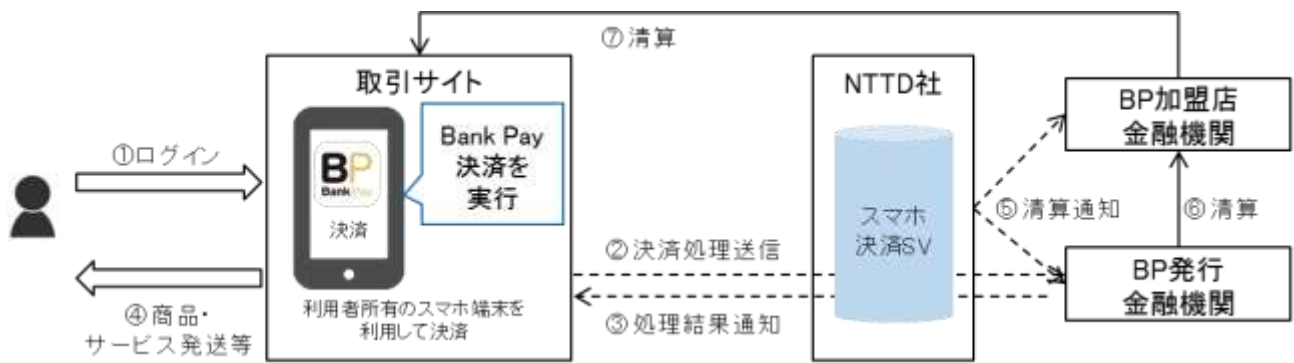 ⑦清算
取引サイト
NTTD社
BP加盟店
金融機関
Bank Pay
決済を
実行
①ログイン
BP
Bank Pay
決済
スマホ
決済SV
⑤清算通知
⑥清算
②決済処理送信
BP発行
金融機関
③処理結果通知
④商品・
サービス発送等
利用者所有のスマホ端末を
利用して決済